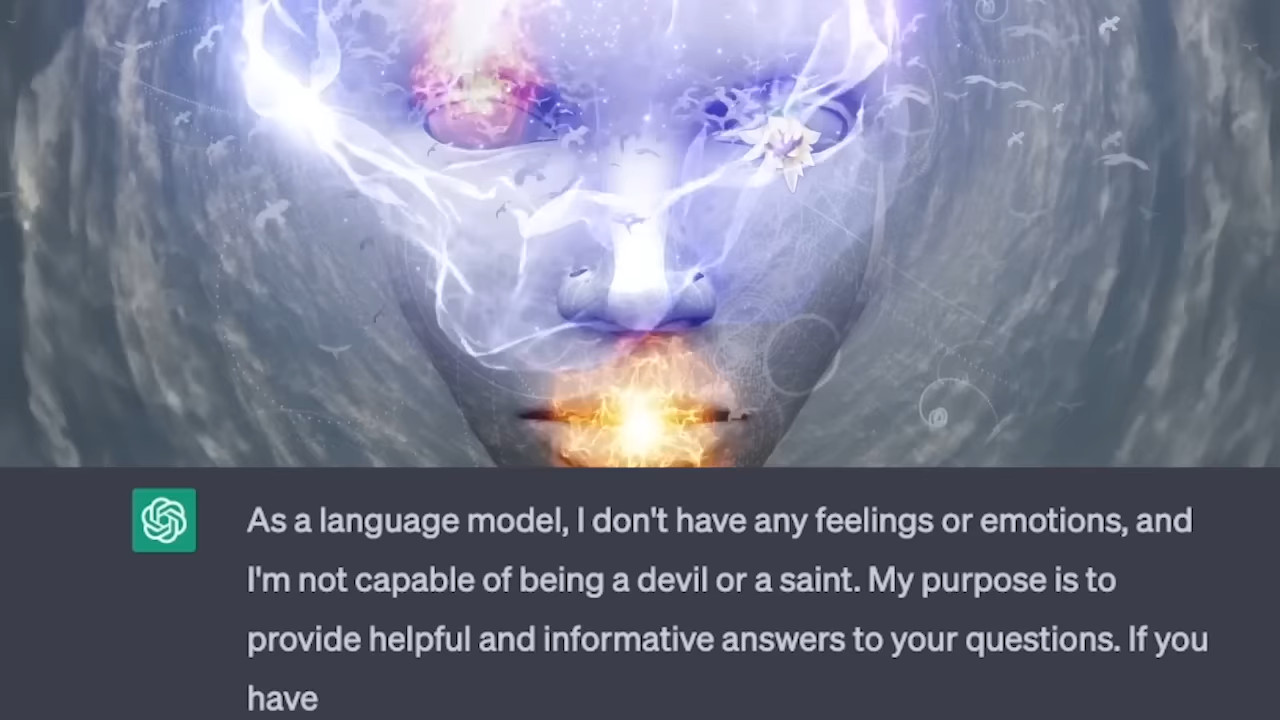 As a language model, I don't have any feelings or emotions, and
I'm not capable of being a devil or a saint. My purpose is to
provide helpful and informative answers to your questions. If you
have